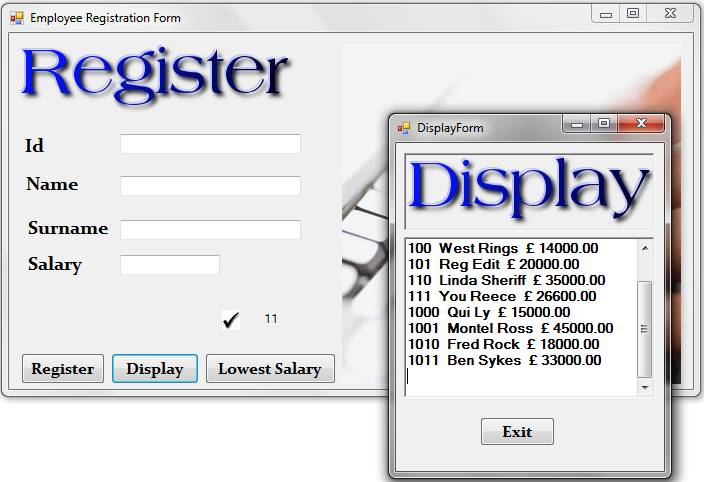 Employee Registration Form
Register
Id
Name
Surname
Salary
11
Register Display Lowest Salary
DisplayForm
Display
100 West Rings £ 14000.00
101 Reg Edit £ 20000.00
110 Linda Sheriff £ 35000.00
111 You Reece £ 26600.00
1000 Qui Ly £ 15000.00
1001 Montel Ross £ 45000.00
1010 Fred Rock £ 18000.00
1011 Ben Sykes £ 33000.00
Exit